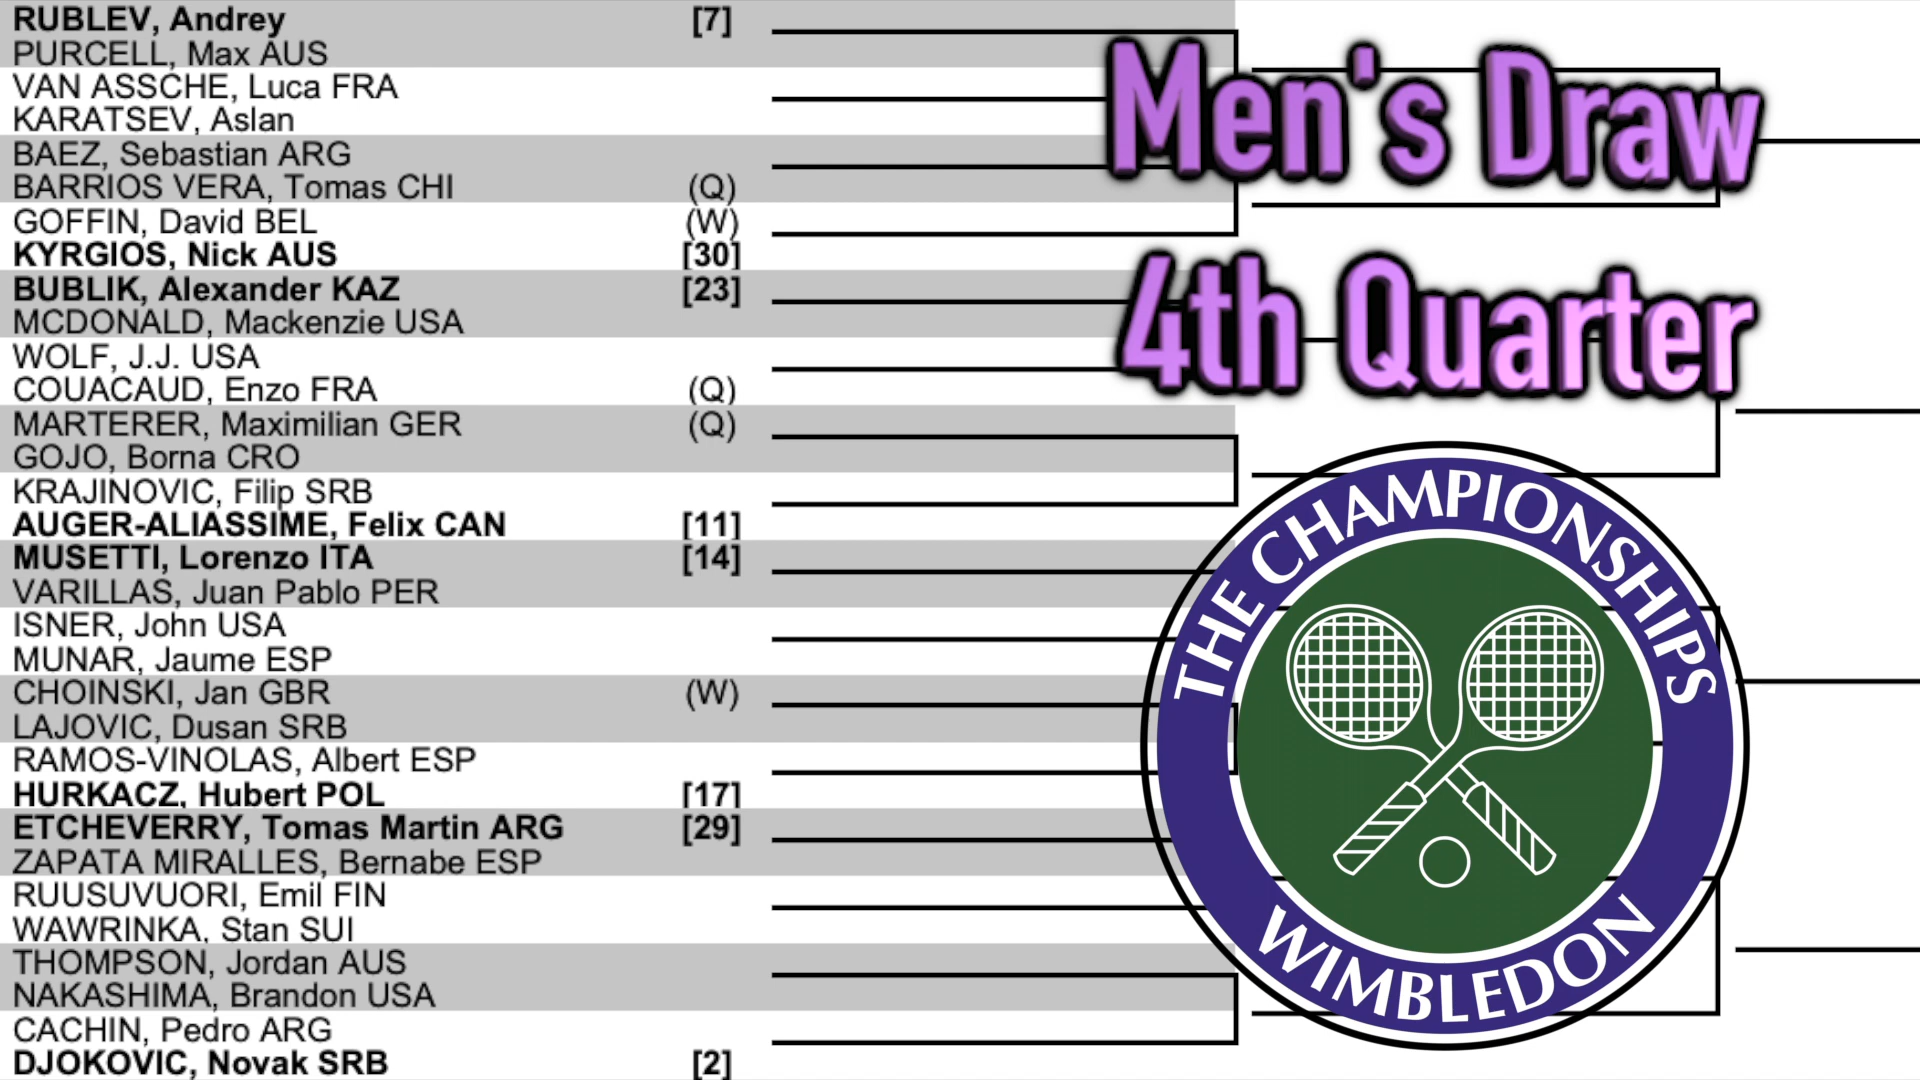 RUBLEV, Andrey [7]
PURCELL, Max AUS
VAN ASSCHE, Luca FRA
KARATSEV, Aslan
BAEZ, Sebastian ARG
BARRIOS VERA, Tomas CHI (Q)
GOFFIN, David BEL (W)
KYRGIOS, Nick AUS [30]
BUBLIK, Alexander KAZ [23]
MCDONALD, Mackenzie USA
WOLF, J.J. USA
COUACAUD, Enzo FRA (Q)
MARTERER, Maximilian GER (Q)
GOJO, Borna CRO
KRAJINOVIC, Filip SRB
AUGER-ALIASSIME, Felix CAN [11]
MUSETTI, Lorenzo ITA [14]
VARILLAS, Juan Pablo PER
ISNER, John USA
MUNAR, Jaume ESP
CHOINSKI, Jan GBR (W)
LAJOVIC, Dusan SRB
RAMOS-VINOLAS, Albert ESP
HURKACZ, Hubert POL [17]
ETCHEVERRY, Tomas Martin ARG [29]
ZAPATA MIRALLES, Bernabe ESP
RUUSUVUORI, Emil FIN
WAWRINKA, Stan SUI
THOMPSON, Jordan AUS
NAKASHIMA, Brandon USA
CACHIN, Pedro ARG
DJOKOVIC, Novak SRB [2]
Men's Draw
4th Quarter
THE CHAMPIONSHIPS
WIMBLEDON